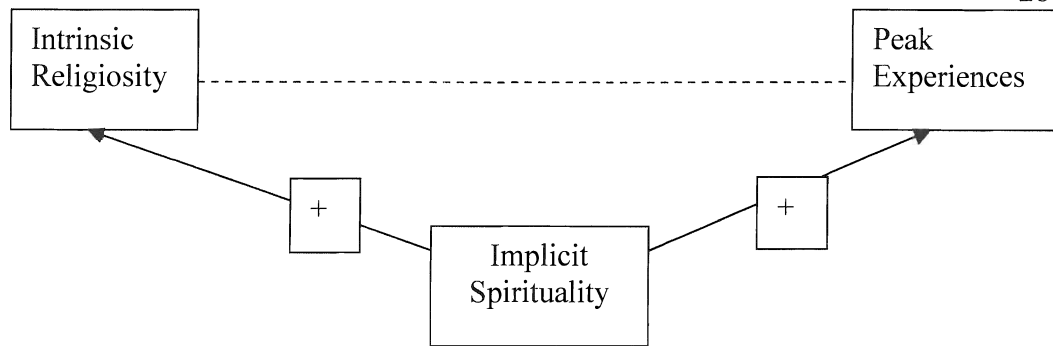 Intrinsic
Religiosity
Peak
Experiences
+
+
Implicit
Spirituality